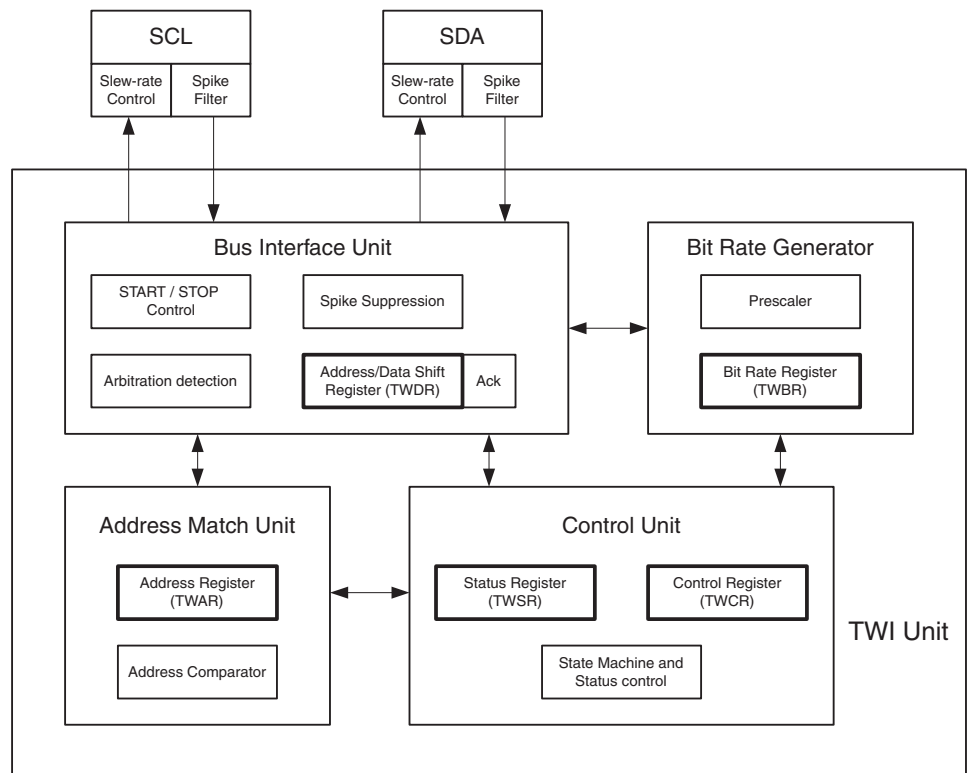 SCL
Slew-rate
Control
Spike
Filter
SDA
Slew-rate
Control
Spike
Filter
Bus Interface Unit
START / STOP
Control
Spike Suppression
Arbitration detection
Address/Data Shift
Register (TWDR)
Ack
Bit Rate Generator
Prescaler
Bit Rate Register
(TWBR)
Address Match Unit
Address Register
(TWAR)
Address Comparator
Control Unit
Status Register
(TWSR)
Control Register
(TWCR)
State Machine and
Status control
TWI Unit